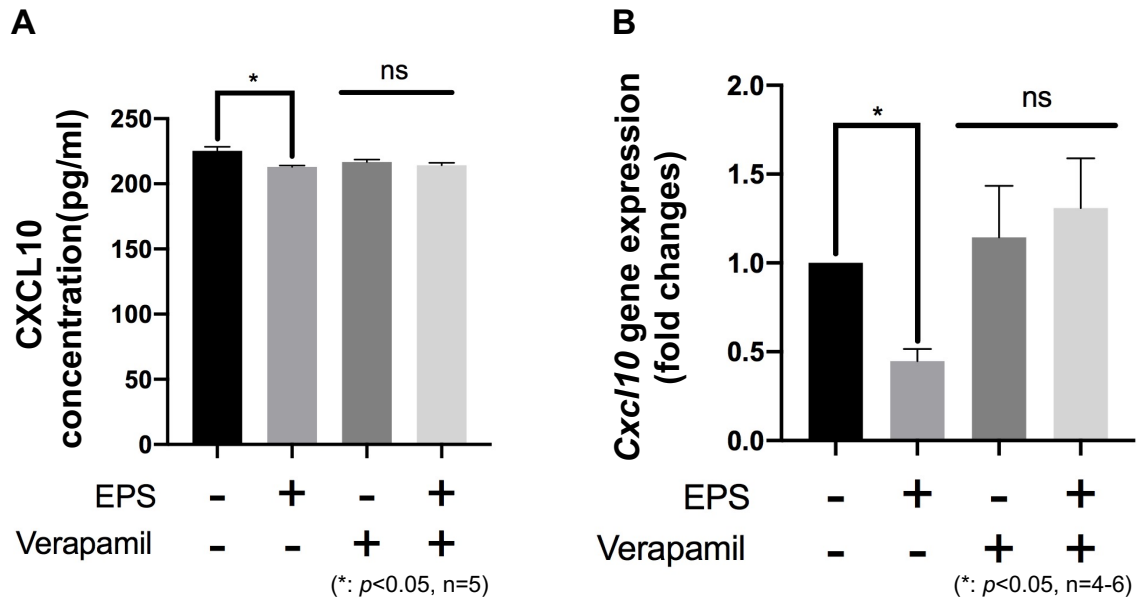 A
CXCL10
concentration(pg/ml)
250
200
150
100
50
0
*
ns
EPS - + - +
Verapamil - - + +
(*: p<0.05, n=5)
B
Cxcl10 gene expression
(fold changes)
2.0
1.5
1.0
0.5
0.0
*
ns
EPS - + - +
Verapamil - - + +
(*: p<0.05, n=4-6)